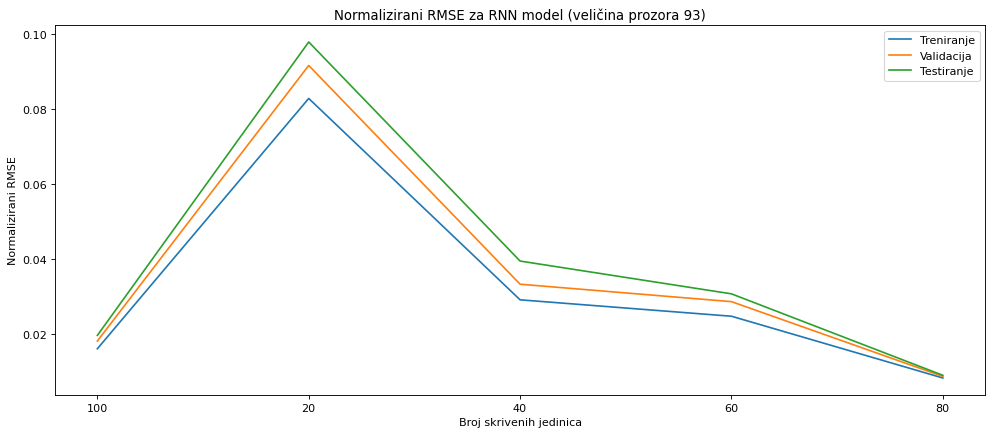 Normalizirani RMSE za RNN model (veličina prozora 93)
Treniranje
Validacija
Testiranje
Normalizirani RMSE
0.10
0.08
0.06
0.04
0.02
100
20
40
60
80
Broj skrivenih jedinica